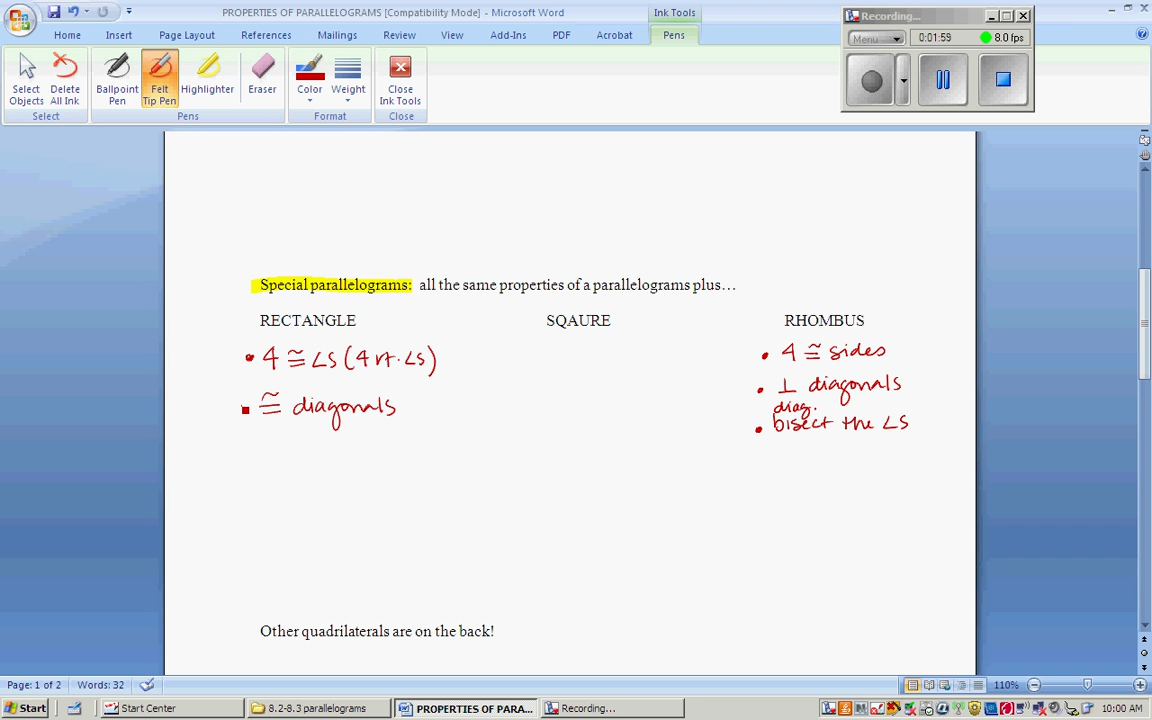 PROPERTIES OF PARALLELOGRAMS [Compatibility Mode] - Microsoft Word
Ink Tools
Recording...
Home Insert Page Layout References Mailings Review View Add-Ins PDF Acrobat Pens
Menu 0:01:59 8.0 fps
Select Objects
Delete All Ink
Ballpoint Pen
Felt Tip Pen
Highlighter
Eraser
Color
Weight
Close Ink Tools
Select Pens Format Close
Special parallelograms: all the same properties of a parallelograms plus…
RECTANGLE SQAURE RHOMBUS
• 4 ≅ ∠S (4 rt. ∠S)
• ≅ diagonals
• 4 ≅ sides
• ⊥ diagonals
diag.
• bisect the ∠S
Other quadrilaterals are on the back!
Page: 1 of 2 Words: 32 110%
Start Start Center 8.2-8.3 parallelograms PROPERTIES OF PARA... Recording... 10:00 AM